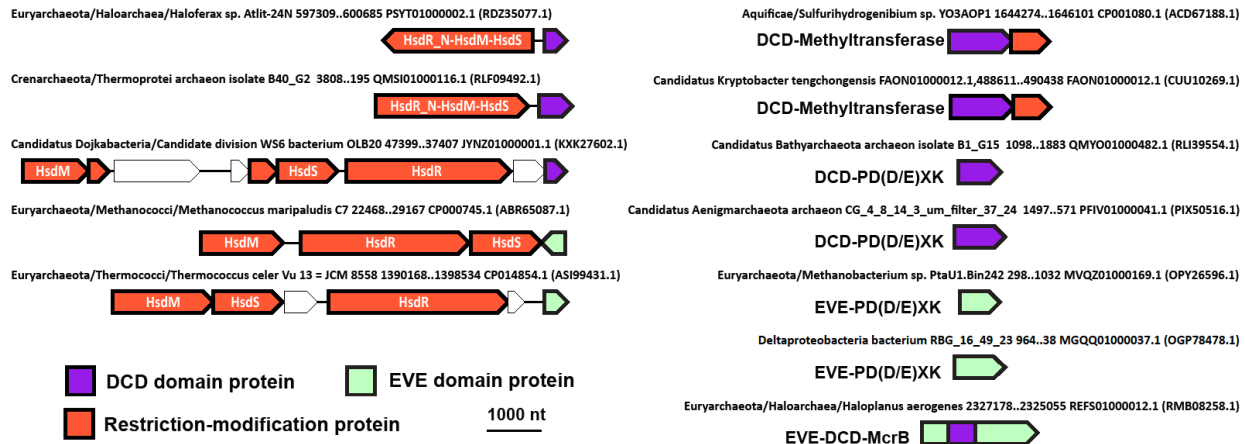 Euryarchaeota/Haloarchaea/Haloferax sp. Atlit-24N 597309..600685 PSYT01000002.1 (RDZ35077.1)
HsdR_N-HsdM-HsdS
Crenarchaeota/Thermoprotei archaeon isolate B40_G2 3808..195 QMSI01000116.1 (RLF09492.1)
HsdR_N-HsdM-HsdS
Candidatus Dojkabacteria/Candidate division WS6 bacterium OLB20 47399..37407 JYNZ01000001.1 (KXK27602.1)
HsdM HsdS HsdR
Euryarchaeota/Methanococci/Methanococcus maripaludis C7 22468..29167 CP000745.1 (ABR65087.1)
HsdM HsdR HsdS
Euryarchaeota/Thermococci/Thermococcus celer Vu 13 = JCM 8558 1390168..1398534 CP014854.1 (ASI99431.1)
HsdM HsdS HsdR
DCD domain protein
EVE domain protein
Restriction-modification protein
1000 nt
Aquificae/Sulfurihydrogenibium sp. YO3AOP1 1644274..1646101 CP001080.1 (ACD67188.1)
DCD-Methyltransferase
Candidatus Kryptobacter tengchongensis FAON01000012.1,488611..490438 FAON01000012.1 (CUU10269.1)
DCD-Methyltransferase
Candidatus Bathyarchaeota archaeon isolate B1_G15 1098..1883 QMYO01000482.1 (RLI39554.1)
DCD-PD(D/E)XK
Candidatus Aenigmarchaeota archaeon CG_4_8_14_3_um_filter_37_24 1497..571 PFIV01000041.1 (PIX50516.1)
DCD-PD(D/E)XK
Euryarchaeota/Methanobacterium sp. PtaU1.Bin242 298..1032 MVQZ01000169.1 (OPY26596.1)
EVE-PD(D/E)XK
Deltaproteobacteria bacterium RBG_16_49_23 964..38 MGQQ01000037.1 (OGP78478.1)
EVE-PD(D/E)XK
Euryarchaeota/Haloarchaea/Haloplanus aerogenes 2327178..2325055 REFS01000012.1 (RMB08258.1)
EVE-DCD-McrB